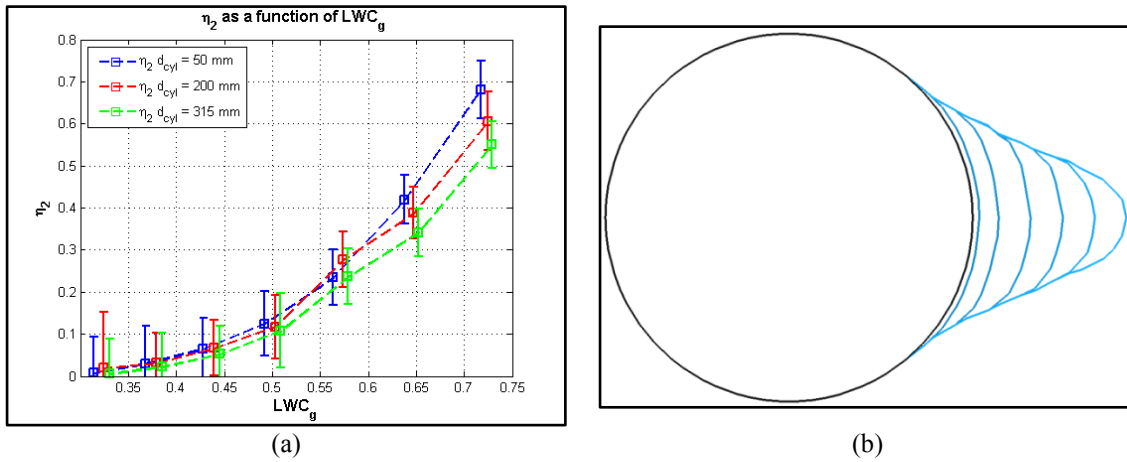 η2 as a function of LWCg
η2 dcyl = 50 mm
η2 dcyl = 200 mm
η2 dcyl = 315 mm
0.8
0.7
0.6
0.5
0.4
0.3
0.2
0.1
0
η2
0.35 0.4 0.45 0.5 0.55 0.6 0.65 0.7 0.75
LWCg
(a) (b)